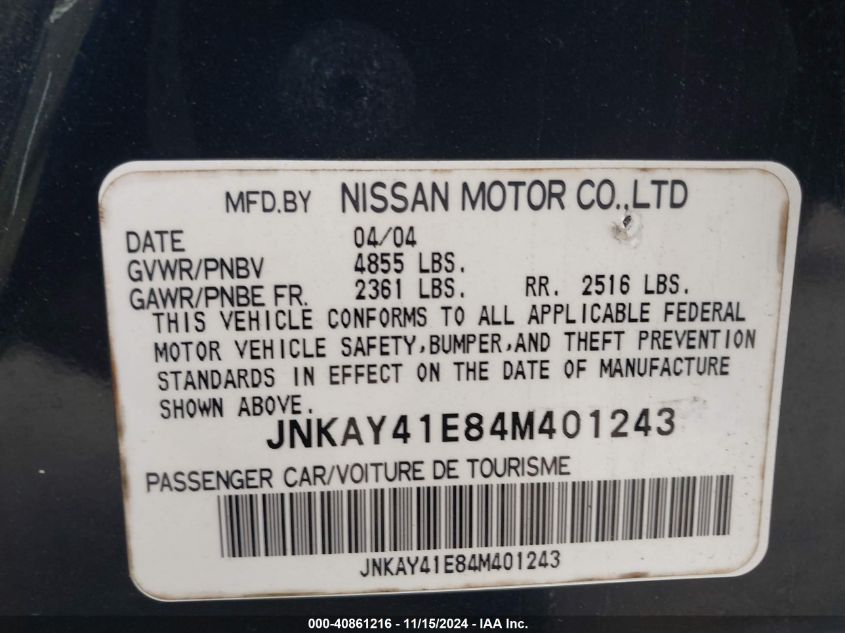 MFD.BY NISSAN MOTOR CO.,LTD
DATE 04/04
GVWR/PNBV 4855 LBS.
GAWR/PNBE FR. 2361 LBS. RR. 2516 LBS.
THIS VEHICLE CONFORMS TO ALL APPLICABLE FEDERAL
MOTOR VEHICLE SAFETY,BUMPER,AND THEFT PREVENTION
STANDARDS IN EFFECT ON THE DATE OF MANUFACTURE
SHOWN ABOVE.
JNKAY41E84M401243
PASSENGER CAR/VOITURE DE TOURISME
JNKAY41E84M401243
000-40861216 - 11/15/2024 - IAA Inc.